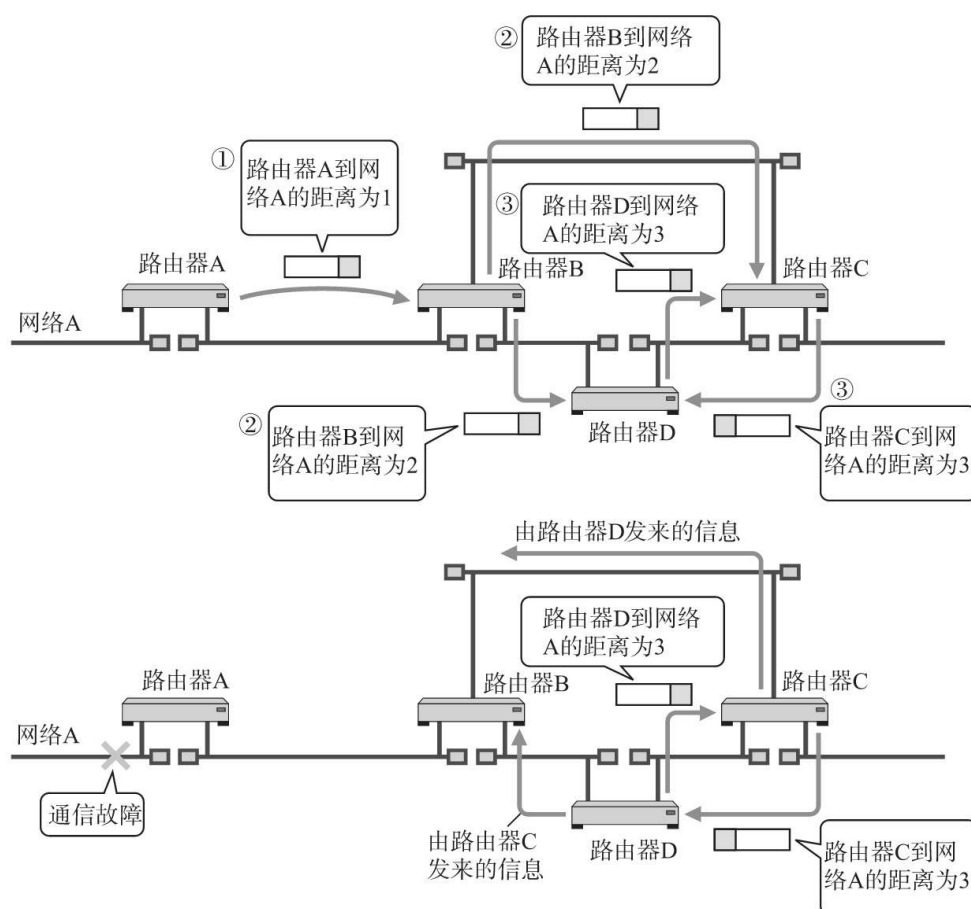 ②
路由器B到网络
A的距离为2
①
路由器A到网
络A的距离为1
③
路由器D到网络
A的距离为3
路由器A
路由器B
路由器C
网络A
②
路由器B到网
络A的距离为2
路由器D
③
路由器C到网
络A的距离为3
由路由器D发来的信息
路由器D到网络
A的距离为3
路由器A
路由器B
路由器C
网络A
通信故障
由路由器C
发来的信息
路由器D
路由器C到网
络A的距离为3